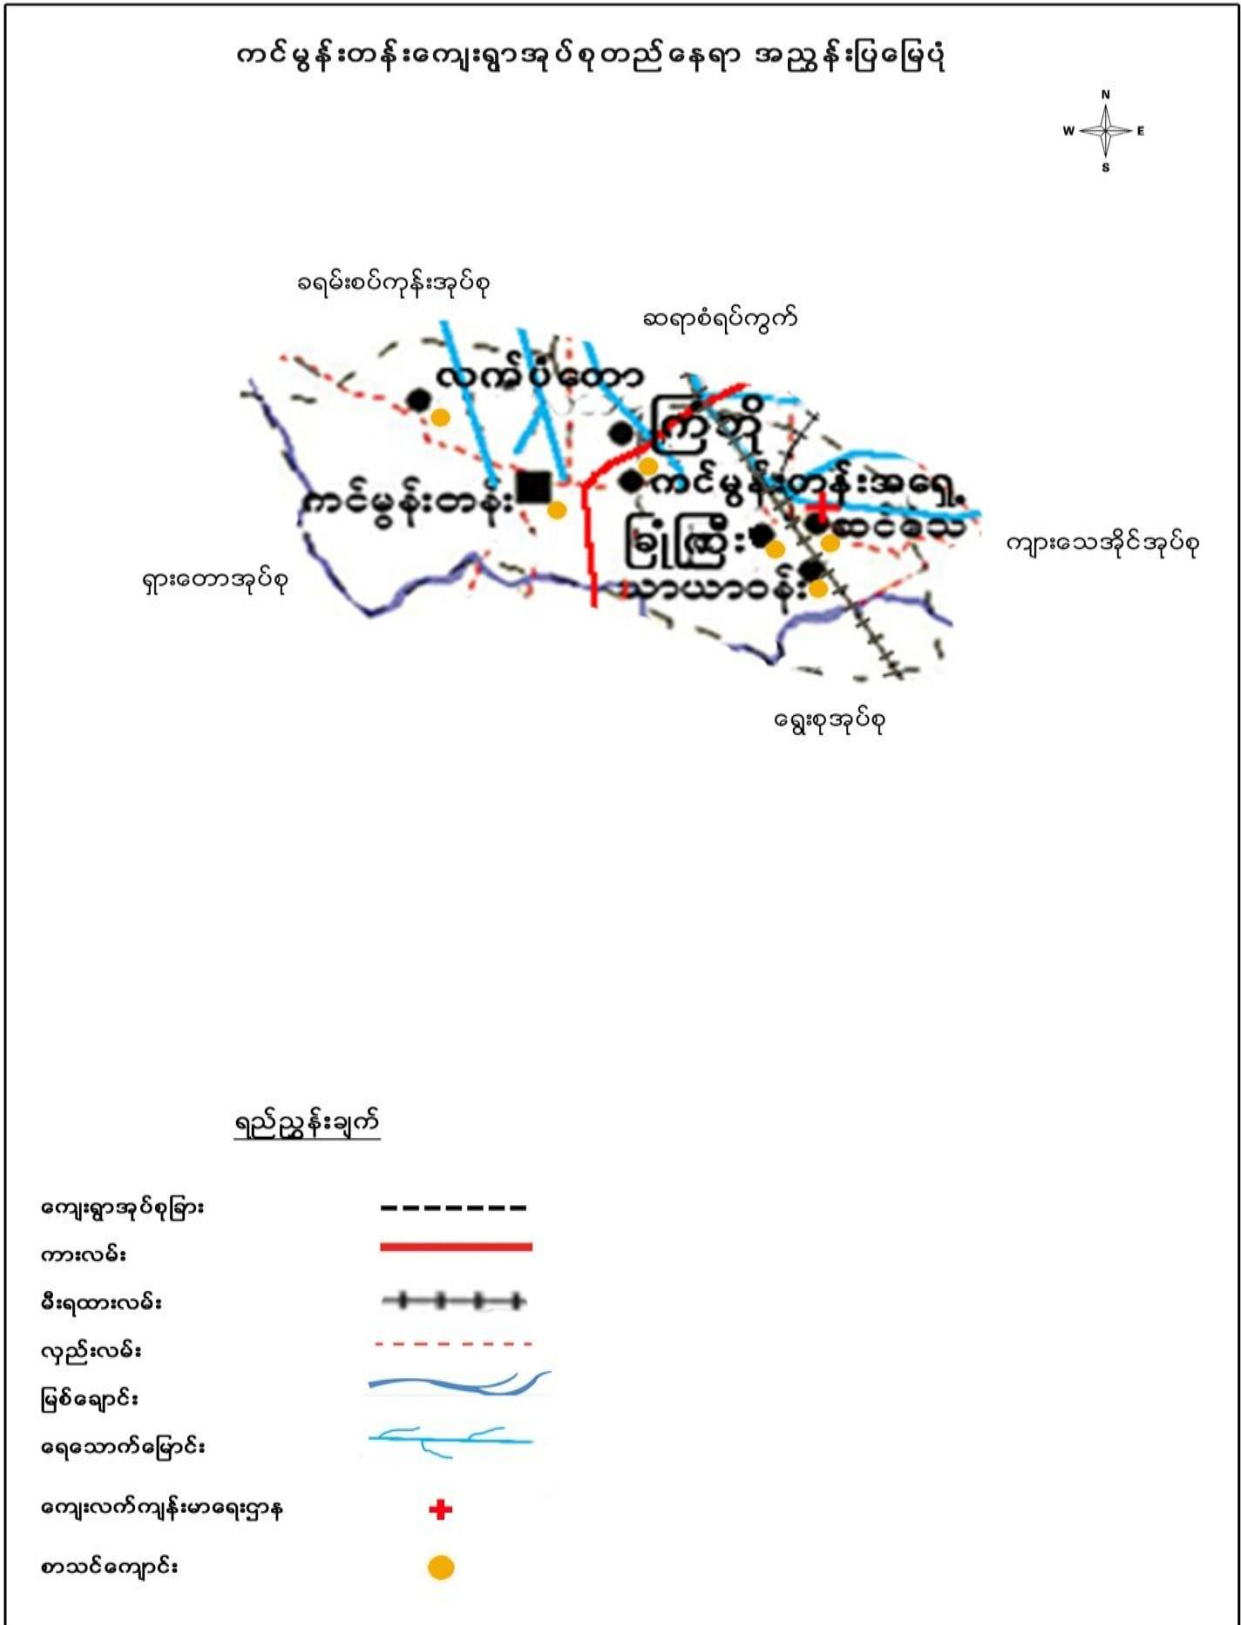 ကင်မွန်းတန်းကျေးရွာအုပ်စုတည်နေရာ အညွှန်းပြမြေပုံ
N
W E
S
ခရမ်းစပ်ကုန်းအုပ်စု
ဆရာစံရပ်ကွက်
လက်ပံတော
ကြာဘို
ကင်မွန်းတန်း
ကင်မွန်းတန်းအရှေ့
ခြုံကြီး
ဆင်သေ
သာယာဝန်း
ကျားသေအိုင်အုပ်စု
ရှားတောအုပ်စု
ရွှေးစုအုပ်စု
ရည်ညွှန်းချက်
ကျေးရွာအုပ်စုခြား
ကားလမ်း
မီးရထားလမ်း
လှည်းလမ်း
မြစ်ချောင်း
ရေသောက်မြောင်း
ကျေးလက်ကျန်းမာရေးဌာန
စာသင်ကျောင်း